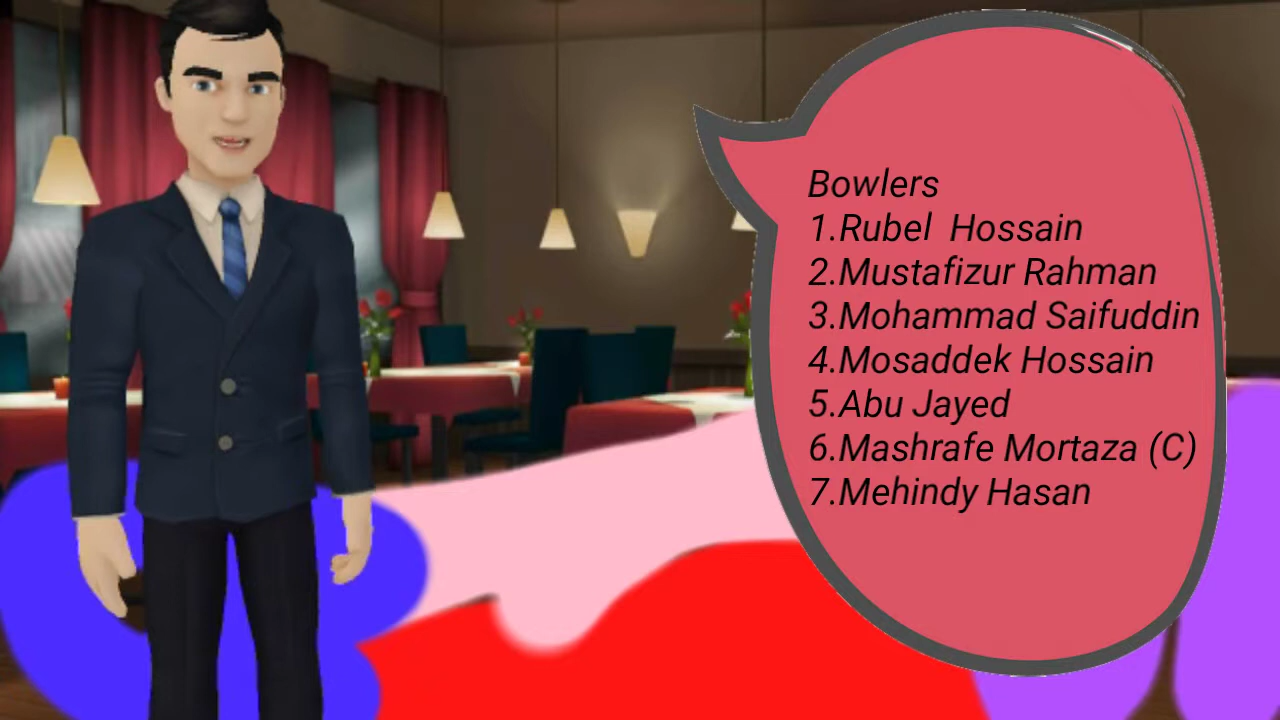 Bowlers
1.Rubel Hossain
2.Mustafizur Rahman
3.Mohammad Saifuddin
4.Mosaddek Hossain
5.Abu Jayed
6.Mashrafe Mortaza (C)
7.Mehindy Hasan